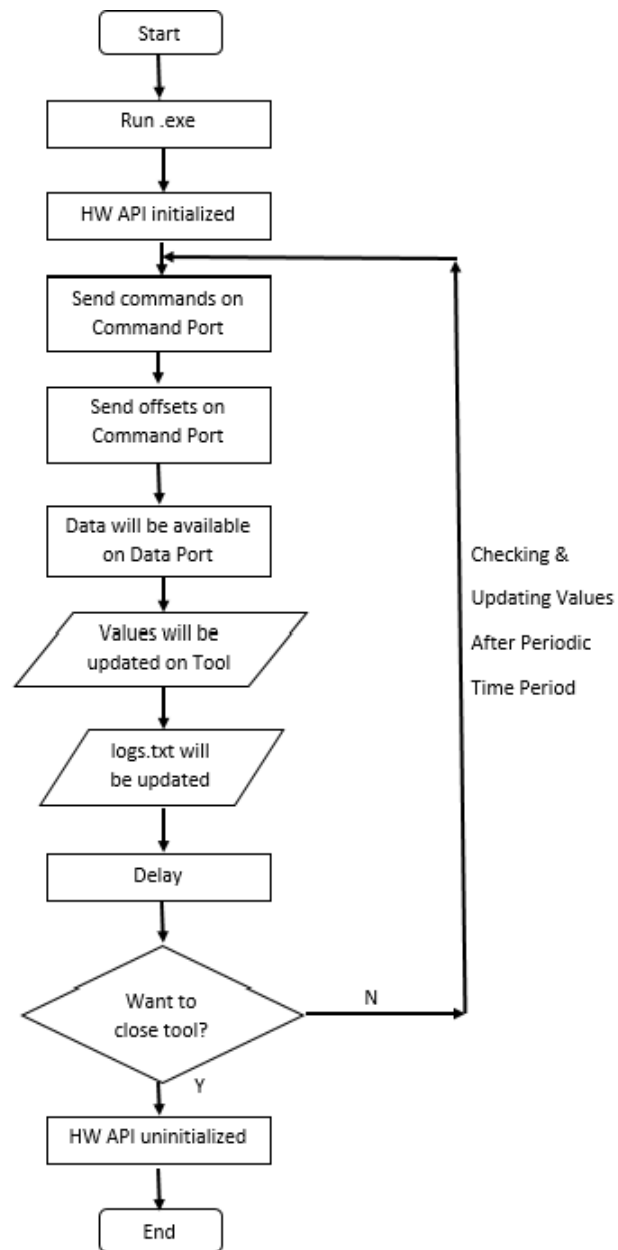 Start
Run .exe
HW API initialized
Send commands on
Command Port
Send offsets on
Command Port
Data will be available
on Data Port
Checking &
Updating Values
After Periodic
Time Period
Values will be
updated on Tool
logs.txt will
be updated
Delay
Want to
close tool?
N
Y
HW API uninitialized
End